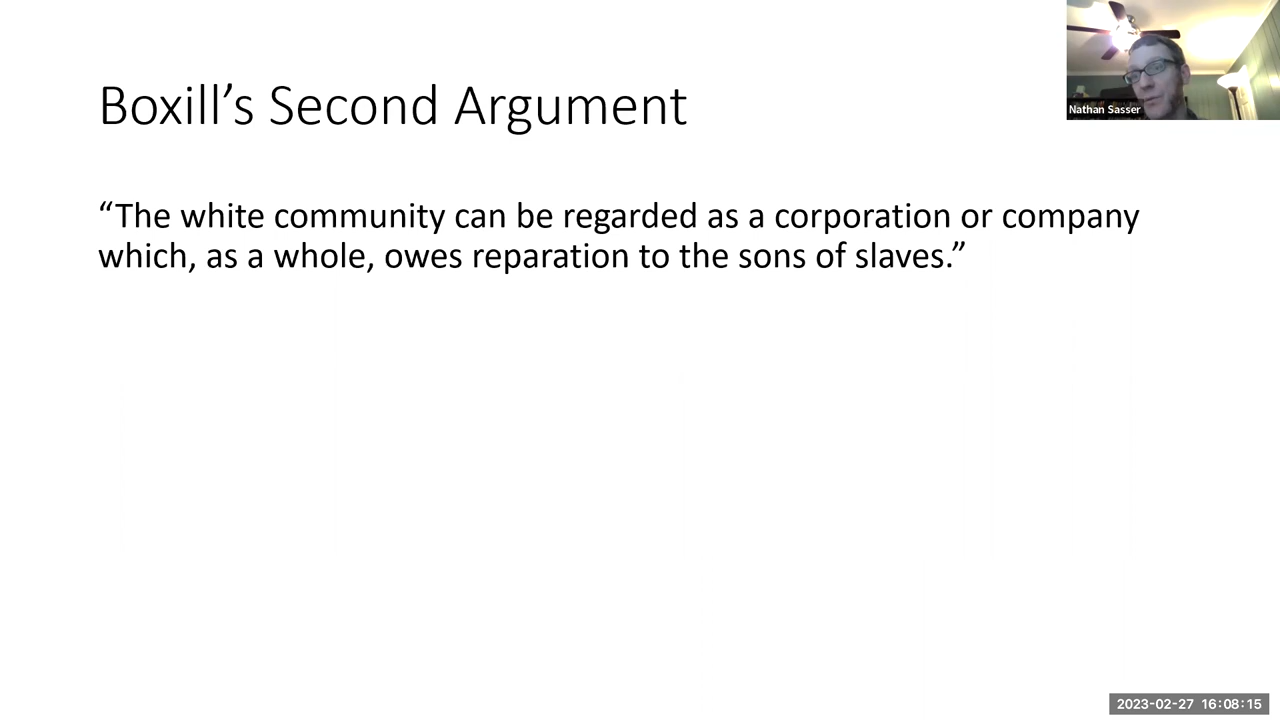 Boxill’s Second Argument
“The white community can be regarded as a corporation or company
which, as a whole, owes reparation to the sons of slaves.”
Nathan Sasser
2023-02-27 16:08:15